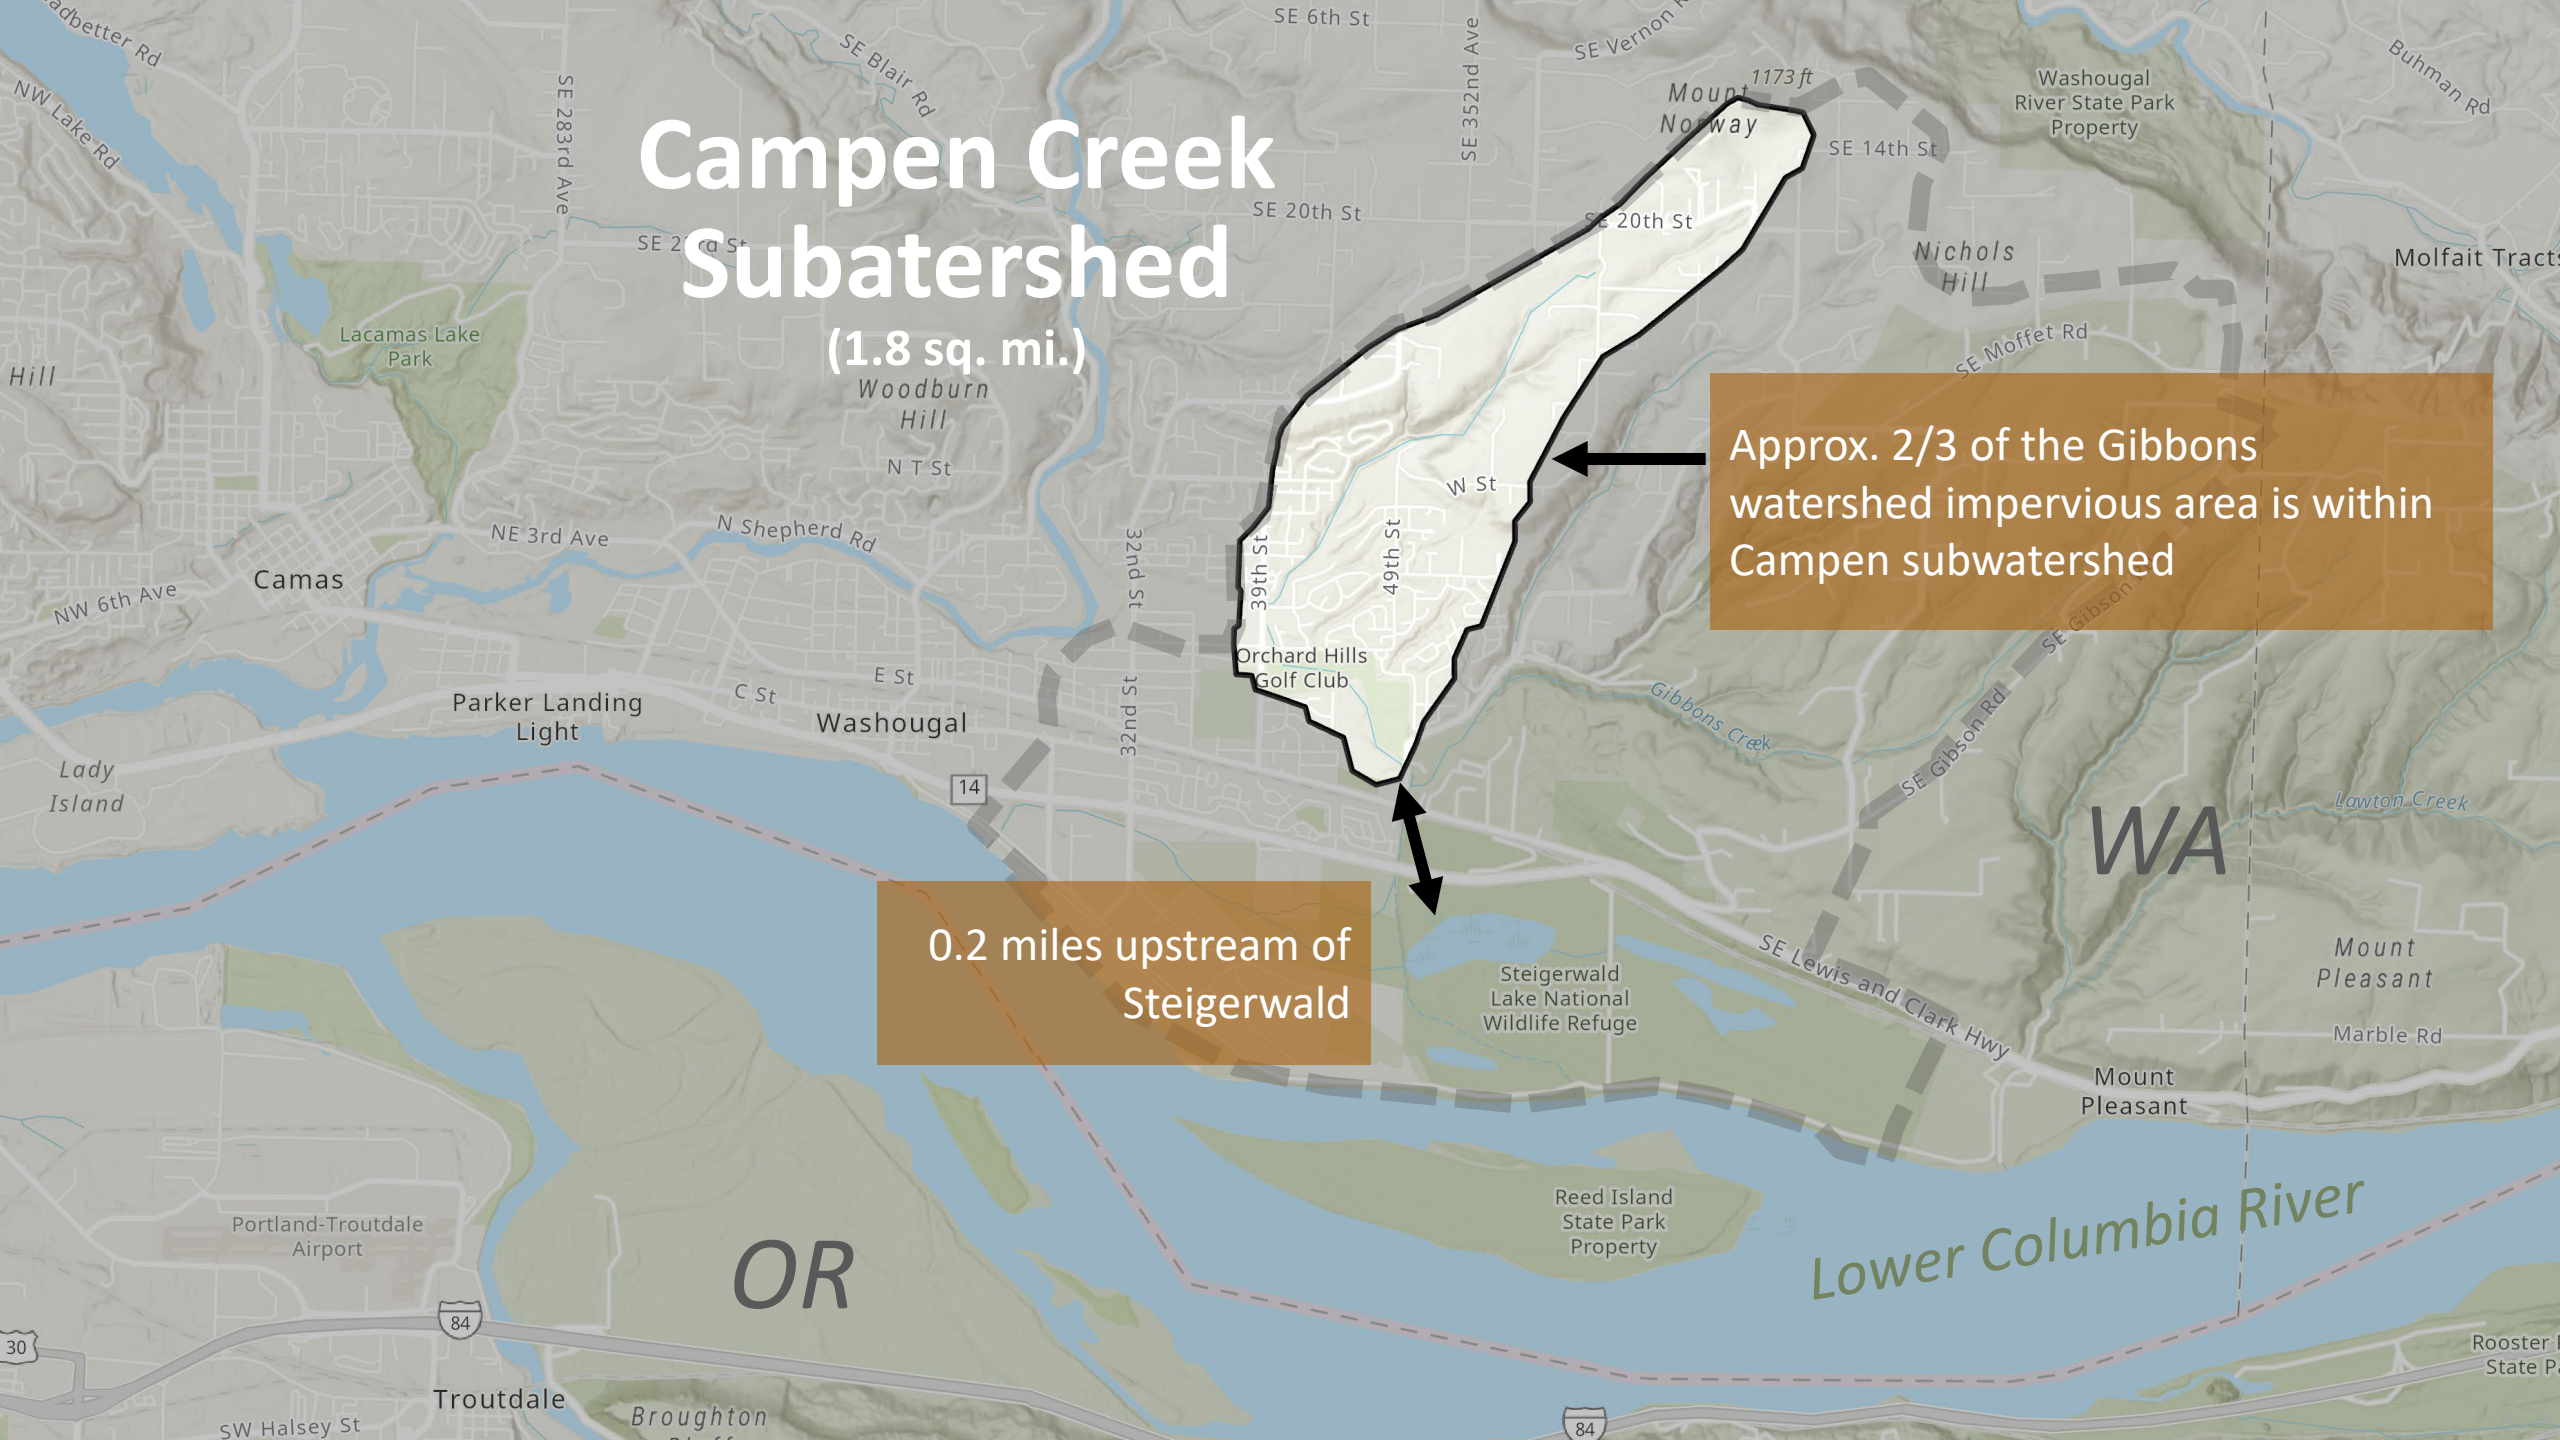 Campen Creek
Subatershed
(1.8 sq. mi.)
Approx. 2/3 of the Gibbons
watershed impervious area is within
Campen subwatershed
0.2 miles upstream of
Steigerwald
WA
OR
Lower Columbia River
SE 6th St
SE Vernon
1173 ft
Mount
Norway
Washougal
River State Park
Property
Buhman Rd
NW Lake Rd
SE 283rd Ave
SE Blair Rd
SE 352nd Ave
SE 14th St
SE 20th St
SE 20th St
SE 23rd St
Nichols
Hill
Molfait Tracts
Lacamas Lake
Park
Hill
Woodburn
Hill
SE Moffet Rd
N T St
W St
NE 3rd Ave
N Shepherd Rd
32nd St
39th St
49th St
Camas
NW 6th Ave
SE Gibson
Orchard Hills
Golf Club
E St
C St
Parker Landing
Light
Washougal
32nd St
Gibbons Creek
SE Gibson Rd
Lady
Island
14
Lawton Creek
SE Lewis and Clark Hwy
Steigerwald
Lake National
Wildlife Refuge
Mount
Pleasant
Marble Rd
Mount
Pleasant
Reed Island
State Park
Property
Portland-Troutdale
Airport
84
30
Troutdale
SW Halsey St
Broughton
84
Rooster
State